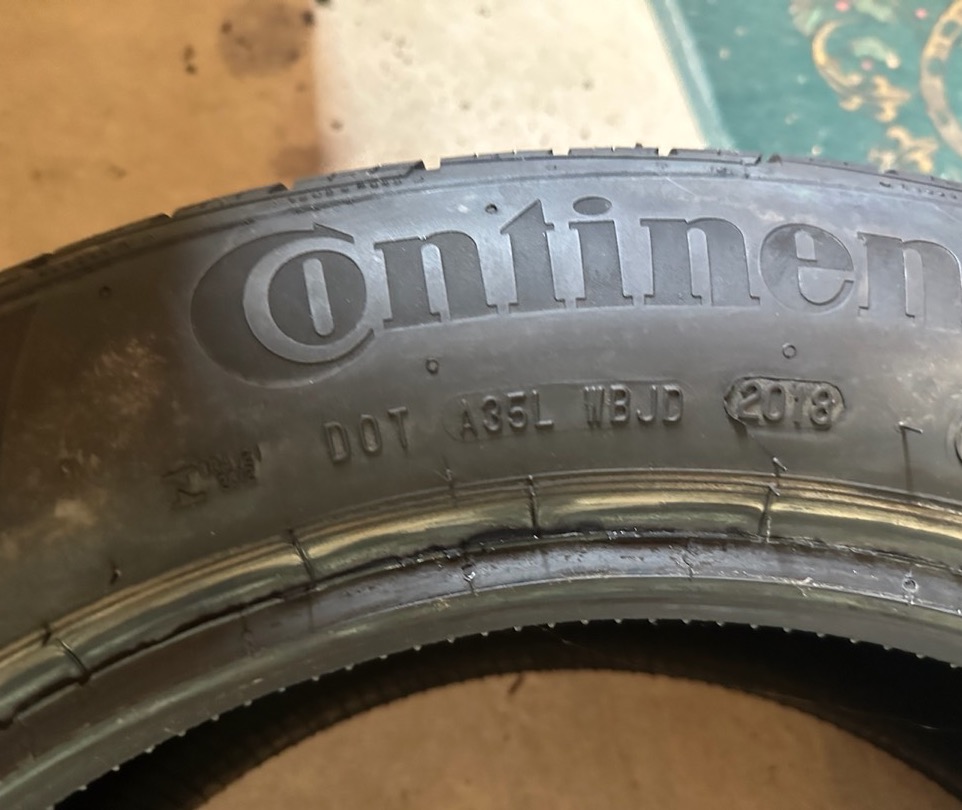 Continen
DOT A35L WBJD 2018